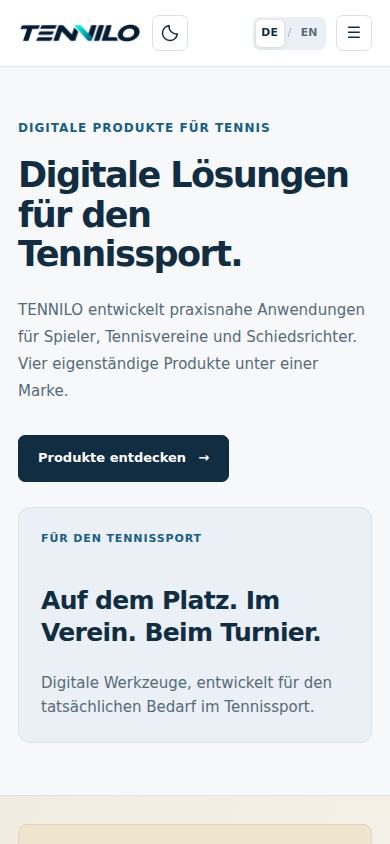 TENNILO
DE / EN
☰
DIGITALE PRODUKTE FÜR TENNIS
Digitale Lösungen
für den
Tennissport.
TENNILO entwickelt praxisnahe Anwendungen
für Spieler, Tennisvereine und Schiedsrichter.
Vier eigenständige Produkte unter einer
Marke.
Produkte entdecken →
FÜR DEN TENNISSPORT
Auf dem Platz. Im
Verein. Beim Turnier.
Digitale Werkzeuge, entwickelt für den
tatsächlichen Bedarf im Tennissport.